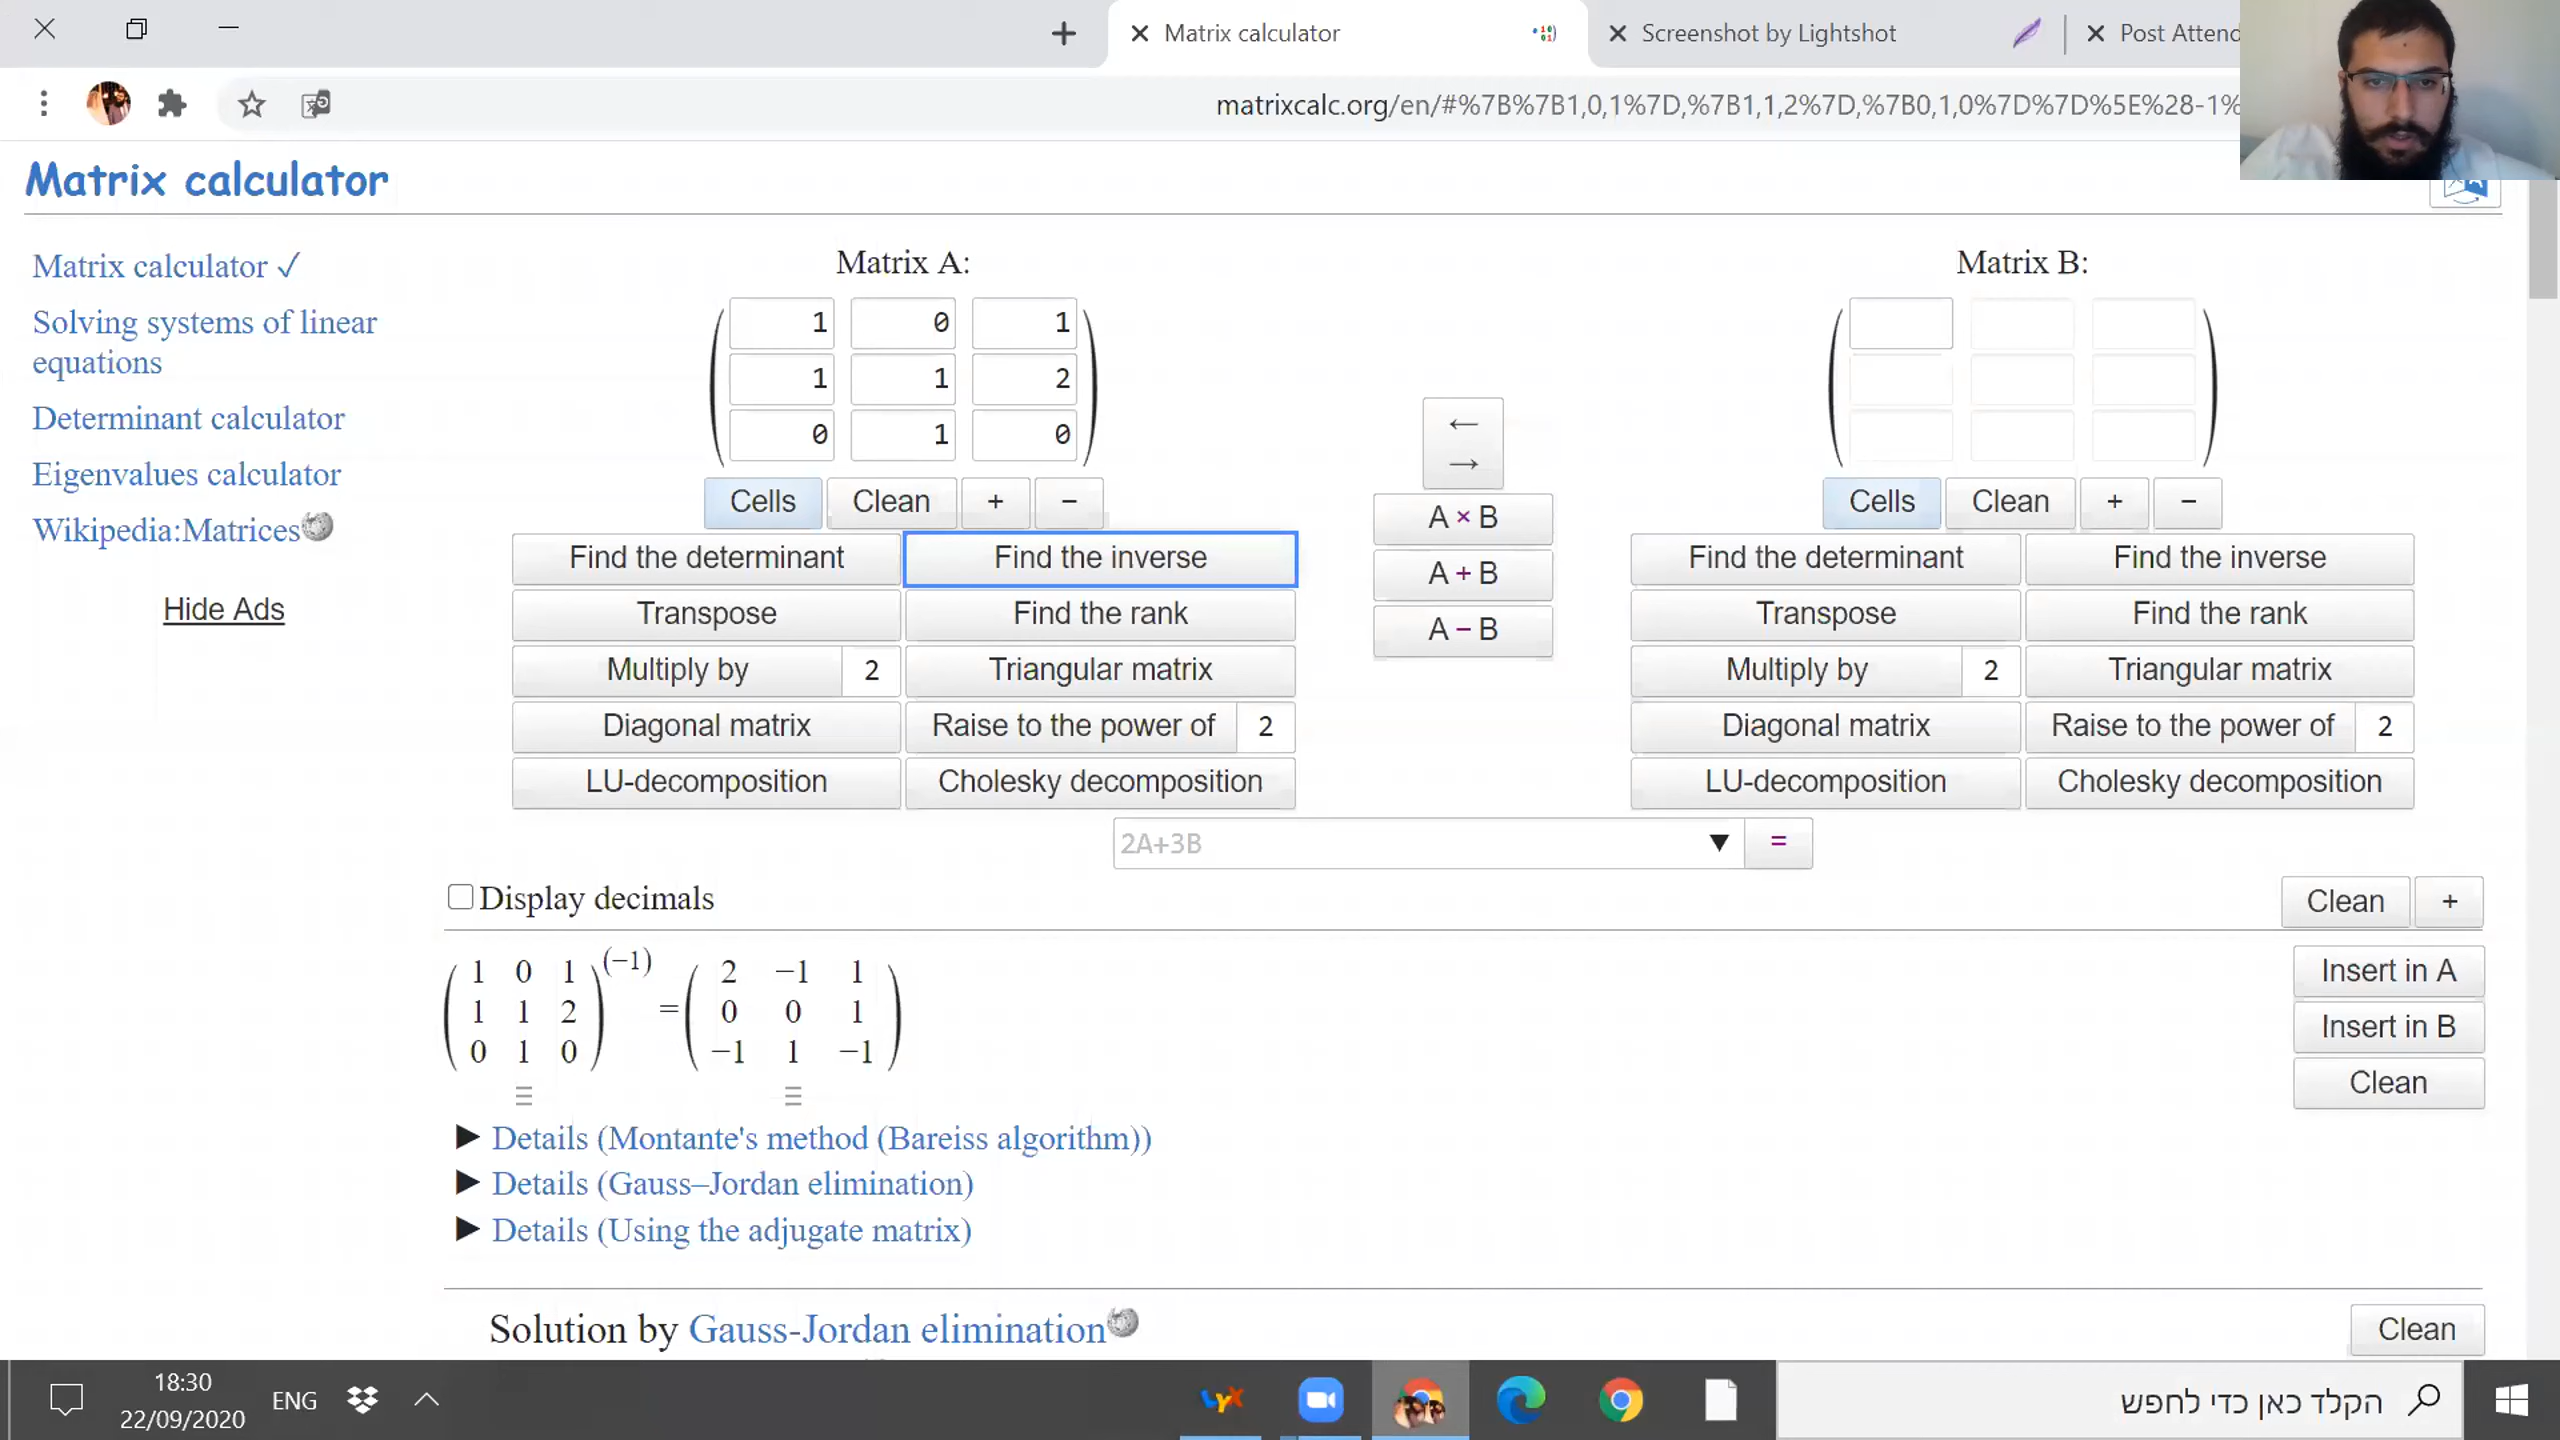 Matrix calculator
Screenshot by Lightshot
Post Attend
matrixcalc.org/en/#%7B%7B1,0,1%7D,%7B1,1,2%7D,%7B0,1,0%7D%7D%5E%28-1%
Matrix calculator
Matrix calculator ✓
Solving systems of linear
equations
Determinant calculator
Eigenvalues calculator
Wikipedia:Matrices
Hide Ads
Matrix A:
1 0 1
1 1 2
0 1 0
Cells Clean + −
Find the determinant Find the inverse
Transpose Find the rank
Multiply by 2 Triangular matrix
Diagonal matrix Raise to the power of 2
LU-decomposition Cholesky decomposition
←
→
A × B
A + B
A − B
Matrix B:
Cells Clean + −
Find the determinant Find the inverse
Transpose Find the rank
Multiply by 2 Triangular matrix
Diagonal matrix Raise to the power of 2
LU-decomposition Cholesky decomposition
2A+3B ▼ =
Display decimals
Clean +
1 0 1 (−1) 2 −1 1
1 1 2 = 0 0 1
0 1 0 −1 1 −1
Insert in A
Insert in B
Clean
▶ Details (Montante's method (Bareiss algorithm))
▶ Details (Gauss–Jordan elimination)
▶ Details (Using the adjugate matrix)
Solution by Gauss-Jordan elimination
Clean
18:30
22/09/2020
ENG
LyX
הקלד כאן כדי לחפש